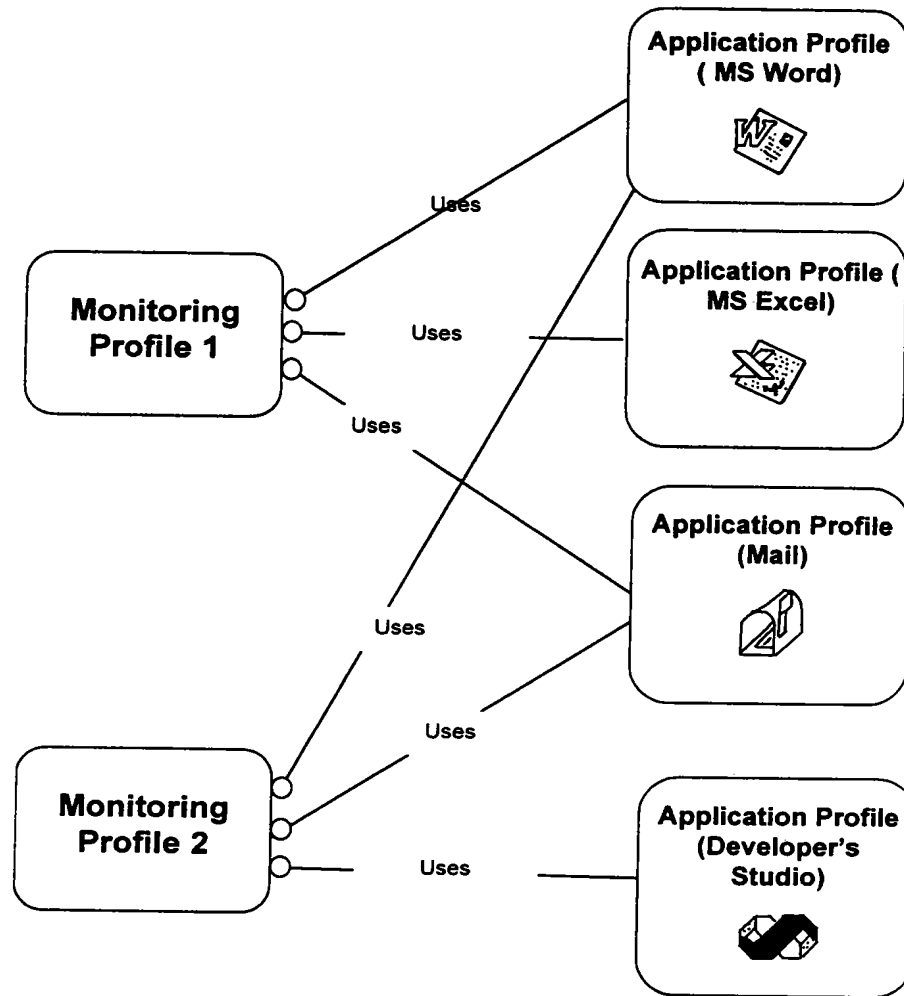 Application Profile
( MS Word)
W
Uses
Application Profile (
MS Excel)
Monitoring
Profile 1
Uses
Uses
Application Profile
(Mail)
Uses
Uses
Monitoring
Profile 2
Application Profile
(Developer's
Studio)
Uses